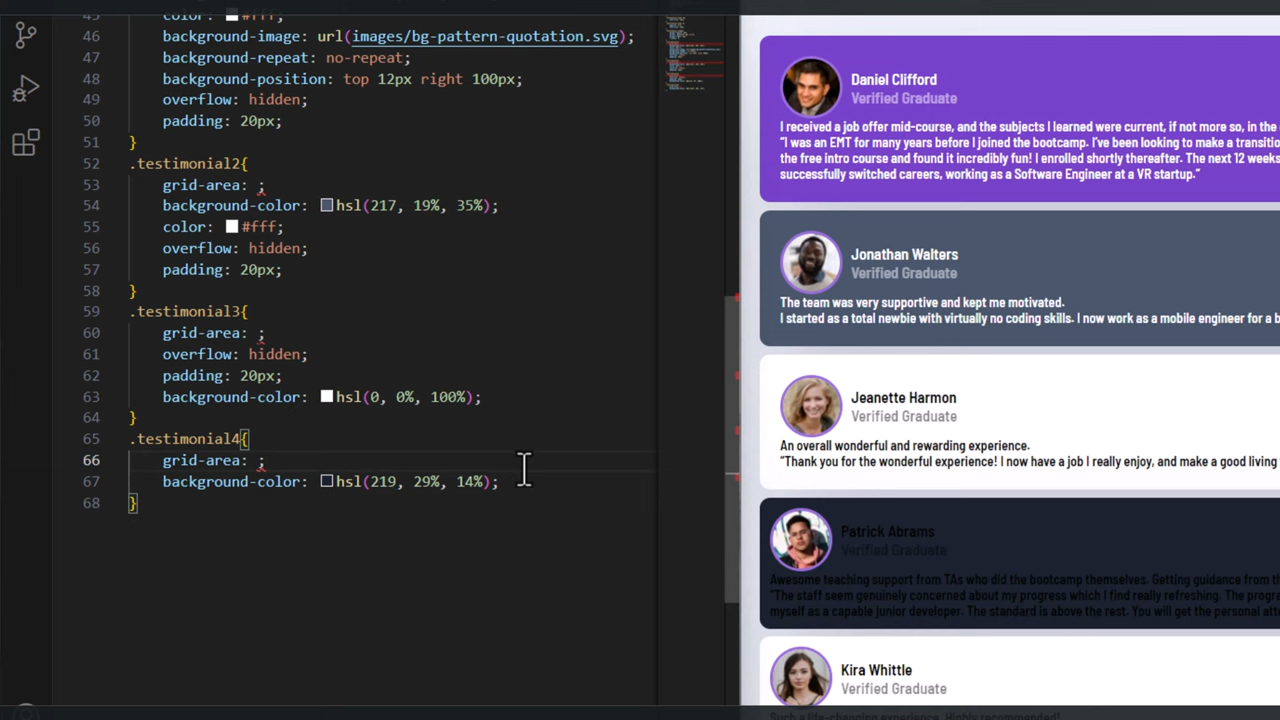 45 color: #fff;
46 background-image: url(images/bg-pattern-quotation.svg);
47 background-repeat: no-repeat;
48 background-position: top 12px right 100px;
49 overflow: hidden;
50 padding: 20px;
51 }
52 .testimonial2{
53 grid-area: ;
54 background-color: hsl(217, 19%, 35%);
55 color: #fff;
56 overflow: hidden;
57 padding: 20px;
58 }
59 .testimonial3{
60 grid-area: ;
61 overflow: hidden;
62 padding: 20px;
63 background-color: hsl(0, 0%, 100%);
64 }
65 .testimonial4{
66 grid-area: ;
67 background-color: hsl(219, 29%, 14%);
68 }
Daniel Clifford
Verified Graduate
I received a job offer mid-course, and the subjects I learned were current, if not more so, in the
“I was an EMT for many years before I joined the bootcamp. I’ve been looking to make a transitio
the free intro course and found it incredibly fun! I enrolled shortly thereafter. The next 12 weeks
successfully switched careers, working as a Software Engineer at a VR startup.”
Jonathan Walters
Verified Graduate
The team was very supportive and kept me motivated.
I started as a total newbie with virtually no coding skills. I now work as a mobile engineer for a b
Jeanette Harmon
Verified Graduate
An overall wonderful and rewarding experience.
“Thank you for the wonderful experience! I now have a job I really enjoy, and make a good living
Patrick Abrams
Verified Graduate
Awesome teaching support from TAs who did the bootcamp themselves. Getting guidance from th
“The staff seem genuinely concerned about my progress which I find really refreshing. The progra
myself as a capable junior developer. The standard is above the rest. You will get the personal atte
Kira Whittle
Verified Graduate
Such a life-changing experience. Highly recommended!